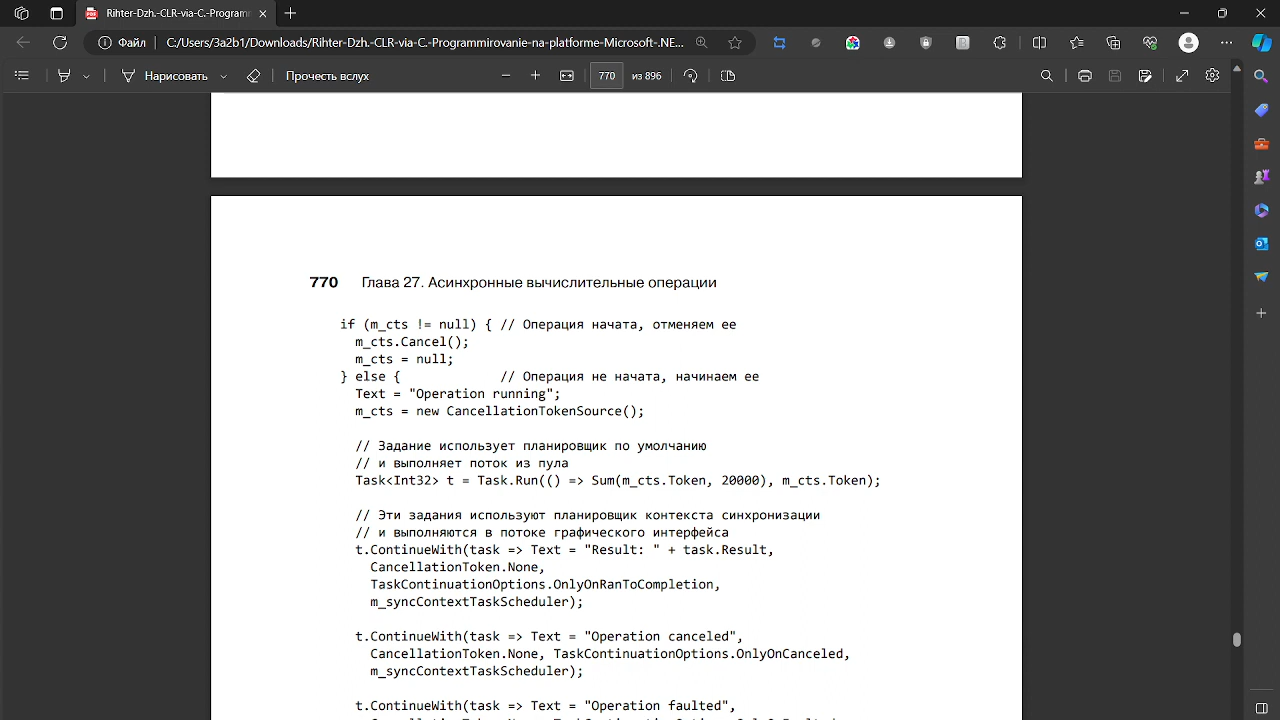 Rihter-Dzh.-CLR-via-C.-Programm
Файл
C:/Users/3a2b1/Downloads/Rihter-Dzh.-CLR-via-C.-Programmirovanie-na-platforme-Microsoft-.NE...
Нарисовать
Прочесть вслух
770
из 896
770 Глава 27. Асинхронные вычислительные операции
if (m_cts != null) { // Операция начата, отменяем ее
m_cts.Cancel();
m_cts = null;
} else { // Операция не начата, начинаем ее
Text = "Operation running";
m_cts = new CancellationTokenSource();
// Задание использует планировщик по умолчанию
// и выполняет поток из пула
Task<Int32> t = Task.Run(() => Sum(m_cts.Token, 20000), m_cts.Token);
// Эти задания используют планировщик контекста синхронизации
// и выполняются в потоке графического интерфейса
t.ContinueWith(task => Text = "Result: " + task.Result,
CancellationToken.None,
TaskContinuationOptions.OnlyOnRanToCompletion,
m_syncContextTaskScheduler);
t.ContinueWith(task => Text = "Operation canceled",
CancellationToken.None, TaskContinuationOptions.OnlyOnCanceled,
m_syncContextTaskScheduler);
t.ContinueWith(task => Text = "Operation faulted",